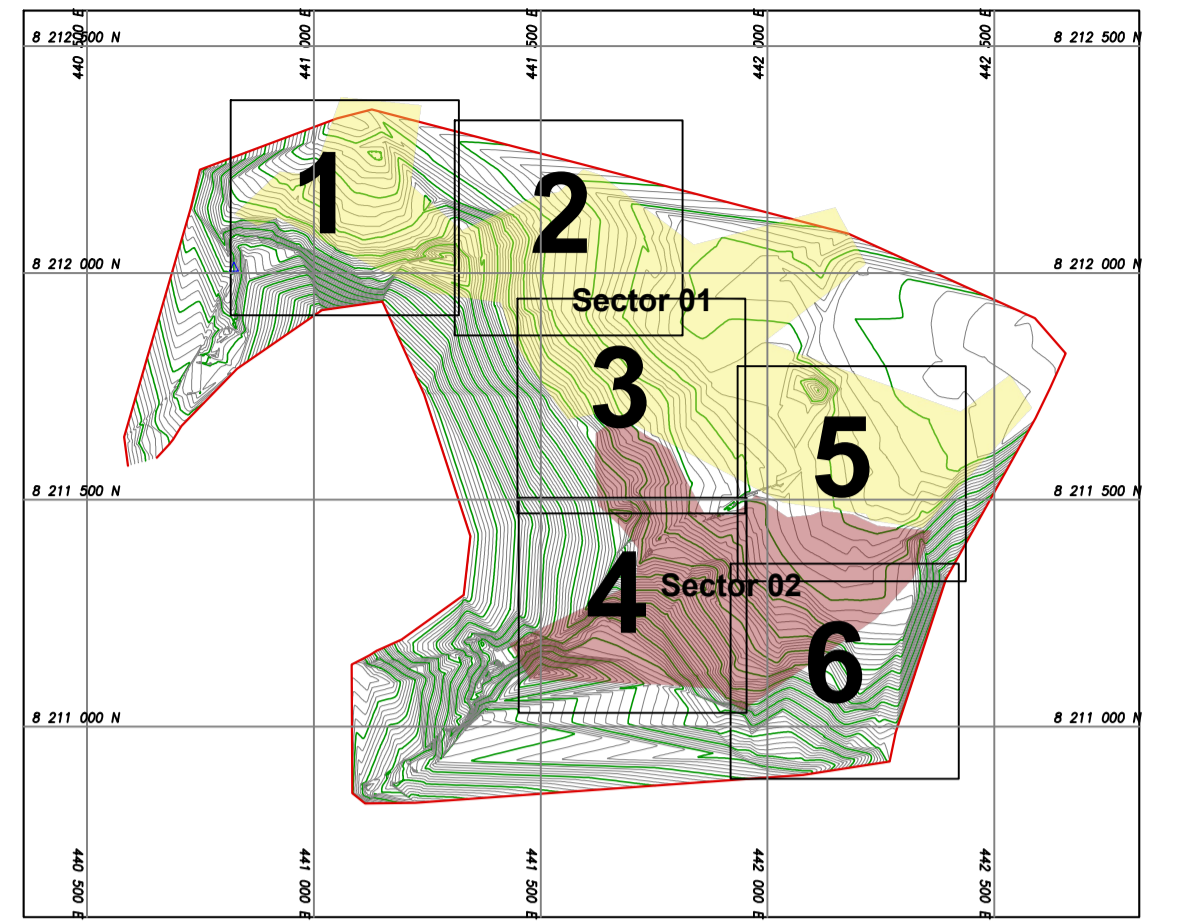 440 500 E
441 000 E
441 500 E
442 000 E
442 500 E
8 212 500 N
8 212 500 N
1
2
8 212 000 N
8 212 000 N
Sector 01
3
5
8 211 500 N
8 211 500 N
4
Sector 02
6
8 211 000 N
8 211 000 N
440 500 E
441 000 E
441 500 E
442 000 E
442 500 E